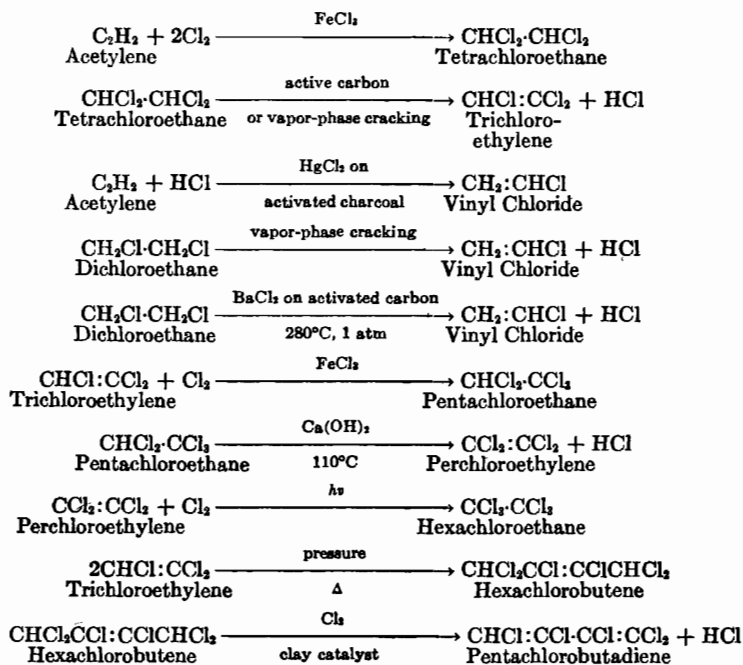 FeCl₃
C₂H₂ + 2Cl₂ ⟶ CHCl₂·CHCl₂
Acetylene Tetrachloroethane
active carbon
CHCl₂·CHCl₂ ⟶ CHCl:CCl₂ + HCl
Tetrachloroethane or vapor-phase cracking Trichloro-
ethylene
HgCl₂ on
C₂H₂ + HCl ⟶ CH₂:CHCl
Acetylene activated charcoal Vinyl Chloride
vapor-phase cracking
CH₂Cl·CH₂Cl ⟶ CH₂:CHCl + HCl
Dichloroethane Vinyl Chloride
BaCl₂ on activated carbon
CH₂Cl·CH₂Cl ⟶ CH₂:CHCl + HCl
Dichloroethane 280°C, 1 atm Vinyl Chloride
FeCl₃
CHCl:CCl₂ + Cl₂ ⟶ CHCl₂·CCl₃
Trichloroethylene Pentachloroethane
Ca(OH)₂
CHCl₂·CCl₃ ⟶ CCl₂:CCl₂ + HCl
Pentachloroethane 110°C Perchloroethylene
hν
CCl₂:CCl₂ + Cl₂ ⟶ CCl₃·CCl₃
Perchloroethylene Hexachloroethane
pressure
2CHCl:CCl₂ ⟶ CHCl₂CCl:CClCHCl₂
Trichloroethylene Δ Hexachlorobutene
Cl₂
CHCl₂CCl:CClCHCl₂ ⟶ CHCl:CCl·CCl:CCl₂ + HCl
Hexachlorobutene clay catalyst Pentachlorobutadiene